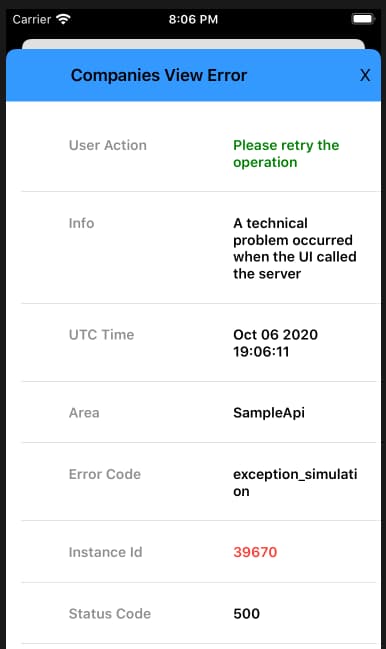 Carrier 8:06 PM
Companies View Error X
User Action Please retry the
operation
Info A technical
problem occurred
when the UI called
the server
UTC Time Oct 06 2020
19:06:11
Area SampleApi
Error Code exception_simulati
on
Instance Id 39670
Status Code 500